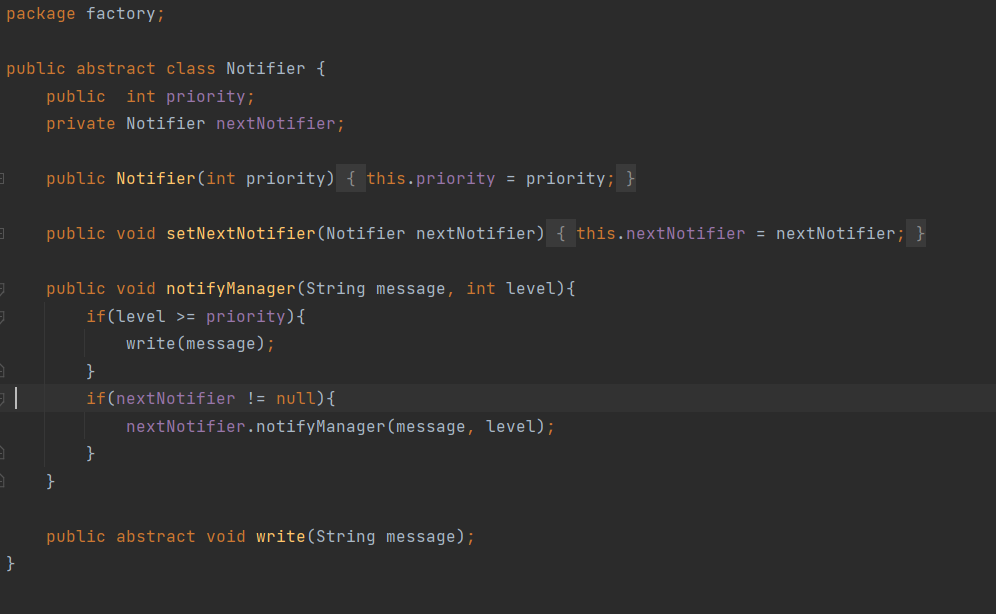 package factory;
public abstract class Notifier {
public  int priority;
private Notifier nextNotifier;
public Notifier(int priority) { this.priority = priority; }
public void setNextNotifier(Notifier nextNotifier) { this.nextNotifier = nextNotifier; }
public void notifyManager(String message, int level){
if(level >= priority){
write(message);
}
if(nextNotifier != null){
nextNotifier.notifyManager(message, level);
}
}
public abstract void write(String message);
}